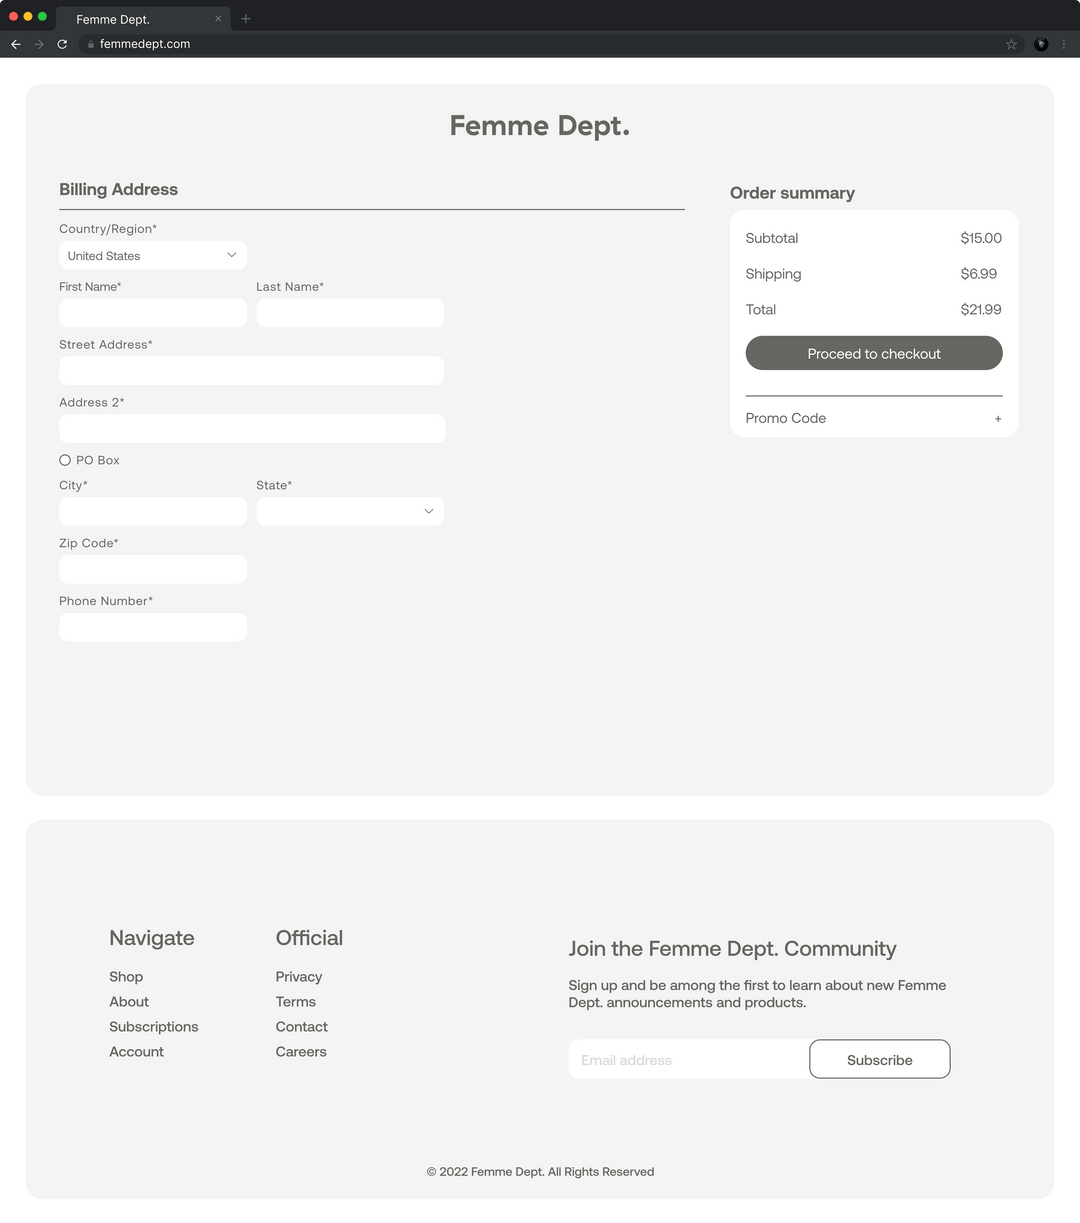 Femme Dept.
femmedept.com
Femme Dept.
Billing Address
Country/Region*
United States
First Name*
Last Name*
Street Address*
Address 2*
PO Box
City*
State*
Zip Code*
Phone Number*
Order summary
Subtotal $15.00
Shipping $6.99
Total $21.99
Proceed to checkout
Promo Code +
Navigate
Shop
About
Subscriptions
Account
Official
Privacy
Terms
Contact
Careers
Join the Femme Dept. Community
Sign up and be among the first to learn about new Femme
Dept. announcements and products.
Email address
Subscribe
© 2022 Femme Dept. All Rights Reserved